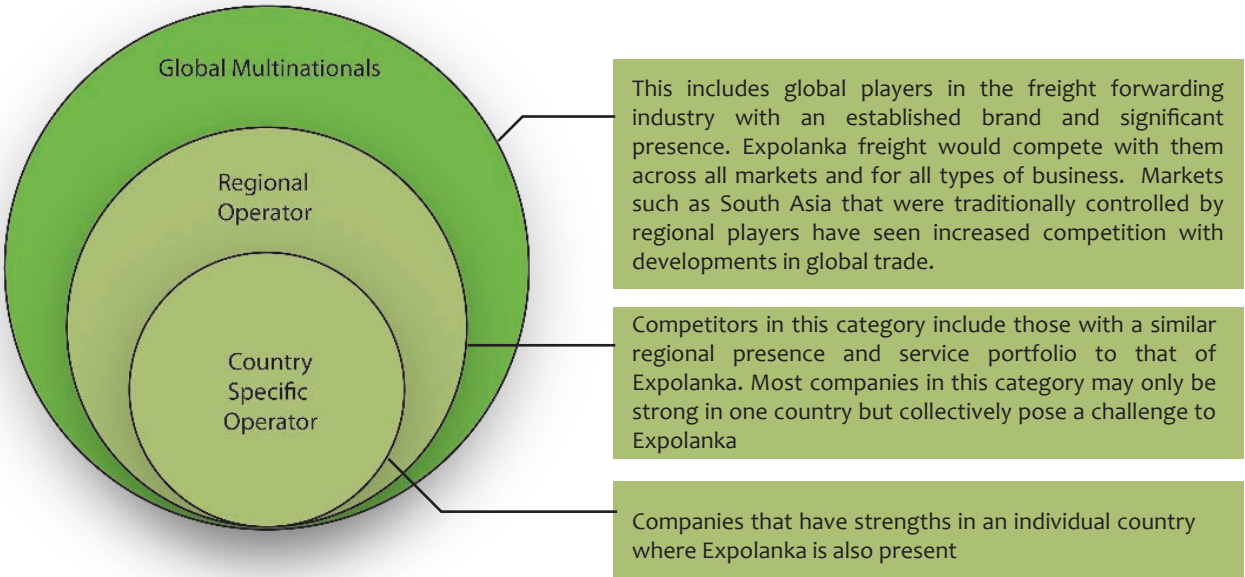 Global Multinationals
Regional
Operator
Country
Specific
Operator
This includes global players in the freight forwarding
industry with an established brand and significant
presence. Expolanka freight would compete with them
across all markets and for all types of business. Markets
such as South Asia that were traditionally controlled by
regional players have seen increased competition with
developments in global trade.
Competitors in this category include those with a similar
regional presence and service portfolio to that of
Expolanka. Most companies in this category may only be
strong in one country but collectively pose a challenge to
Expolanka
Companies that have strengths in an individual country
where Expolanka is also present